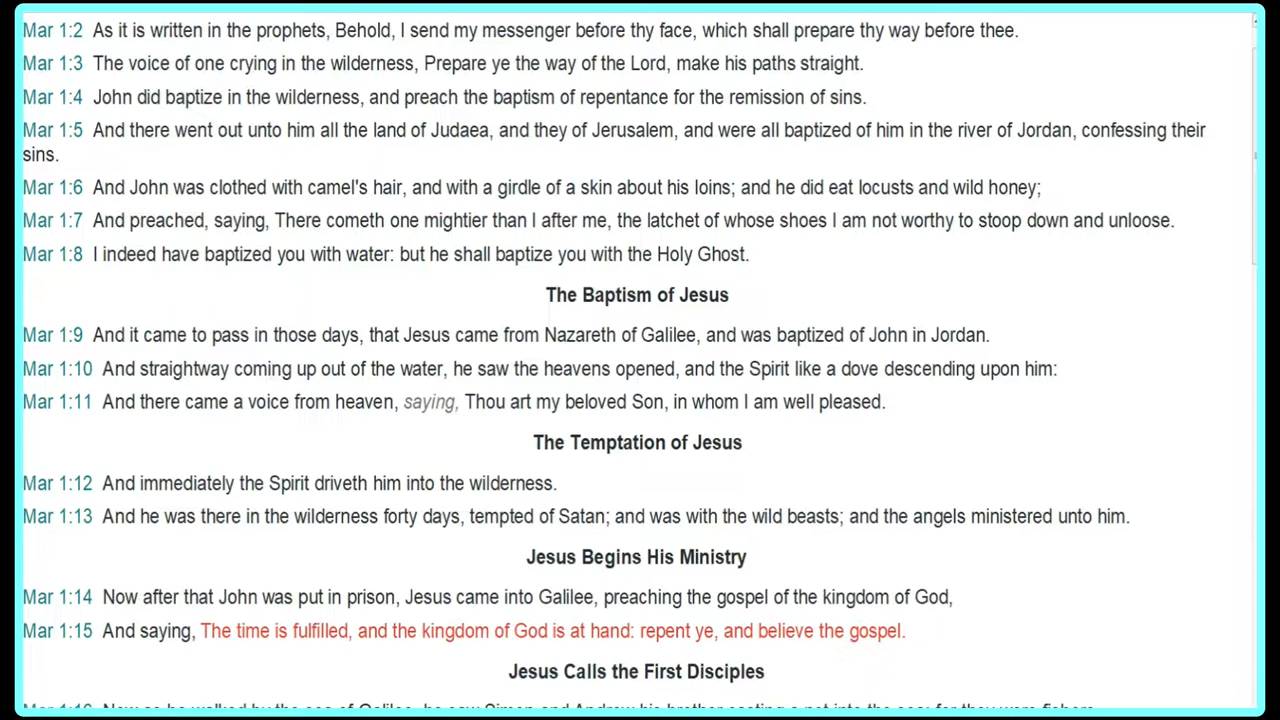 Mar 1:2 As it is written in the prophets, Behold, I send my messenger before thy face, which shall prepare thy way before thee.
Mar 1:3 The voice of one crying in the wilderness, Prepare ye the way of the Lord, make his paths straight.
Mar 1:4 John did baptize in the wilderness, and preach the baptism of repentance for the remission of sins.
Mar 1:5 And there went out unto him all the land of Judaea, and they of Jerusalem, and were all baptized of him in the river of Jordan, confessing their
sins.
Mar 1:6 And John was clothed with camel's hair, and with a girdle of a skin about his loins; and he did eat locusts and wild honey;
Mar 1:7 And preached, saying, There cometh one mightier than I after me, the latchet of whose shoes I am not worthy to stoop down and unloose.
Mar 1:8 I indeed have baptized you with water: but he shall baptize you with the Holy Ghost.
The Baptism of Jesus
Mar 1:9 And it came to pass in those days, that Jesus came from Nazareth of Galilee, and was baptized of John in Jordan.
Mar 1:10 And straightway coming up out of the water, he saw the heavens opened, and the Spirit like a dove descending upon him:
Mar 1:11 And there came a voice from heaven, saying, Thou art my beloved Son, in whom I am well pleased.
The Temptation of Jesus
Mar 1:12 And immediately the Spirit driveth him into the wilderness.
Mar 1:13 And he was there in the wilderness forty days, tempted of Satan; and was with the wild beasts; and the angels ministered unto him.
Jesus Begins His Ministry
Mar 1:14 Now after that John was put in prison, Jesus came into Galilee, preaching the gospel of the kingdom of God,
Mar 1:15 And saying, The time is fulfilled, and the kingdom of God is at hand: repent ye, and believe the gospel.
Jesus Calls the First Disciples